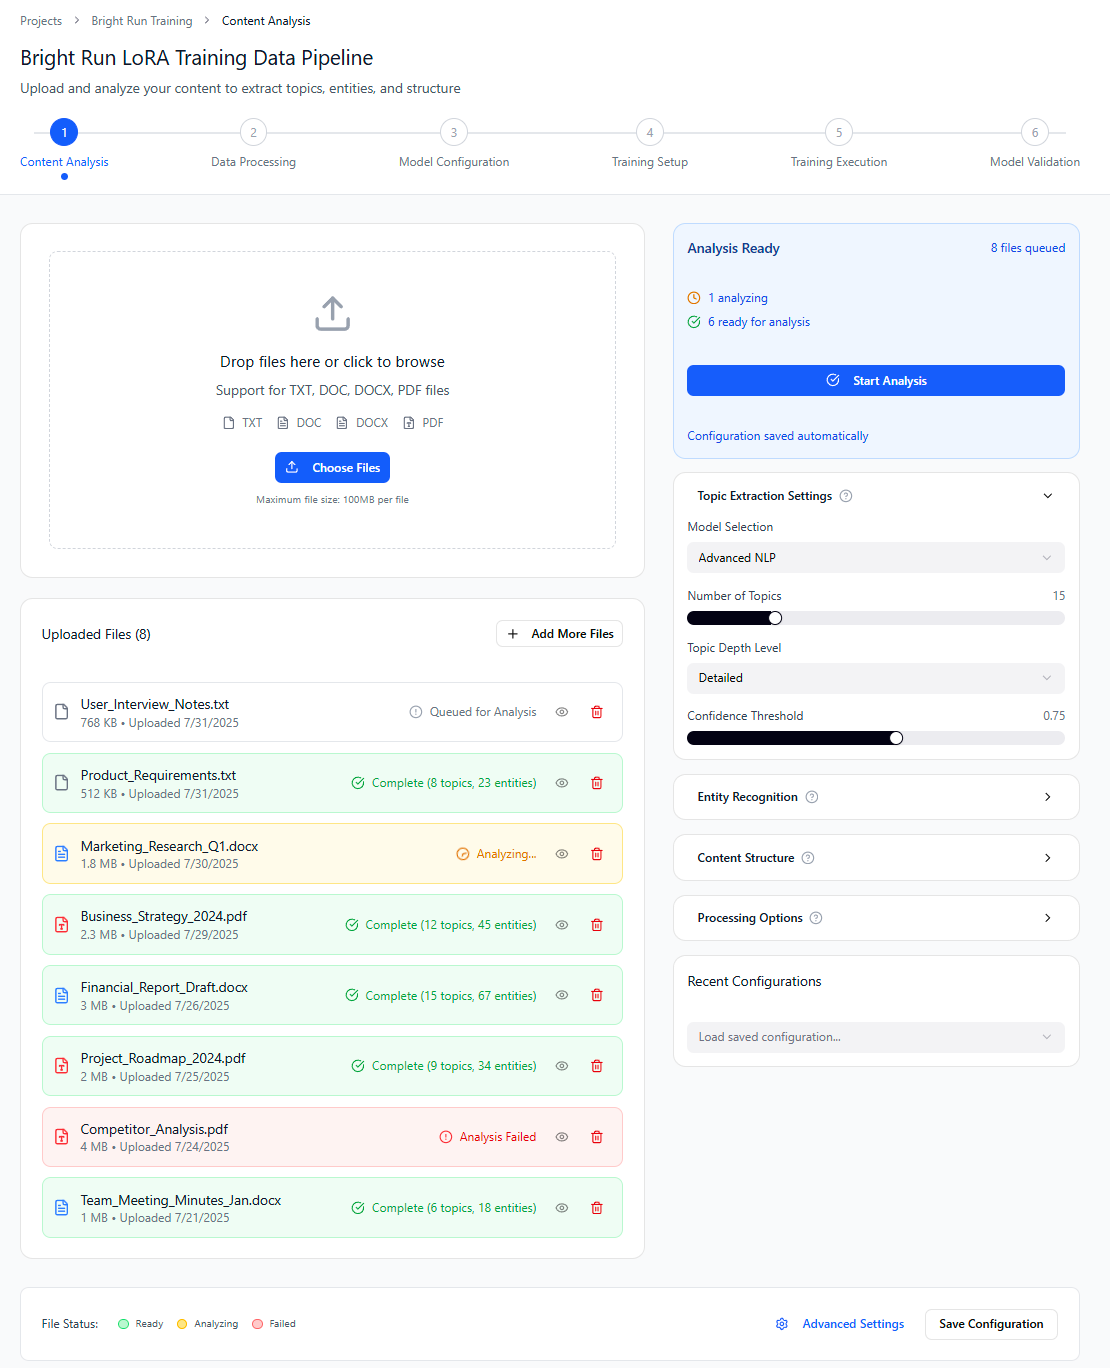 Projects > Bright Run Training > Content Analysis
Bright Run LoRA Training Data Pipeline
Upload and analyze your content to extract topics, entities, and structure
1 2 3 4 5 6
Content Analysis Data Processing Model Configuration Training Setup Training Execution Model Validation
Drop files here or click to browse
Support for TXT, DOC, DOCX, PDF files
TXT DOC DOCX PDF
Choose Files
Maximum file size: 100MB per file
Uploaded Files (8)
Add More Files
User_Interview_Notes.txt
768 KB • Uploaded 7/31/2025
Queued for Analysis
Product_Requirements.txt
512 KB • Uploaded 7/31/2025
Complete (8 topics, 23 entities)
Marketing_Research_Q1.docx
1.8 MB • Uploaded 7/30/2025
Analyzing...
Business_Strategy_2024.pdf
2.3 MB • Uploaded 7/29/2025
Complete (12 topics, 45 entities)
Financial_Report_Draft.docx
3 MB • Uploaded 7/26/2025
Complete (15 topics, 67 entities)
Project_Roadmap_2024.pdf
2 MB • Uploaded 7/25/2025
Complete (9 topics, 34 entities)
Competitor_Analysis.pdf
4 MB • Uploaded 7/24/2025
Analysis Failed
Team_Meeting_Minutes_Jan.docx
1 MB • Uploaded 7/21/2025
Complete (6 topics, 18 entities)
Analysis Ready
8 files queued
1 analyzing
6 ready for analysis
Start Analysis
Configuration saved automatically
Topic Extraction Settings
Model Selection
Advanced NLP
Number of Topics 15
Topic Depth Level
Detailed
Confidence Threshold 0.75
Entity Recognition
Content Structure
Processing Options
Recent Configurations
Load saved configuration...
File Status: Ready Analyzing Failed
Advanced Settings
Save Configuration